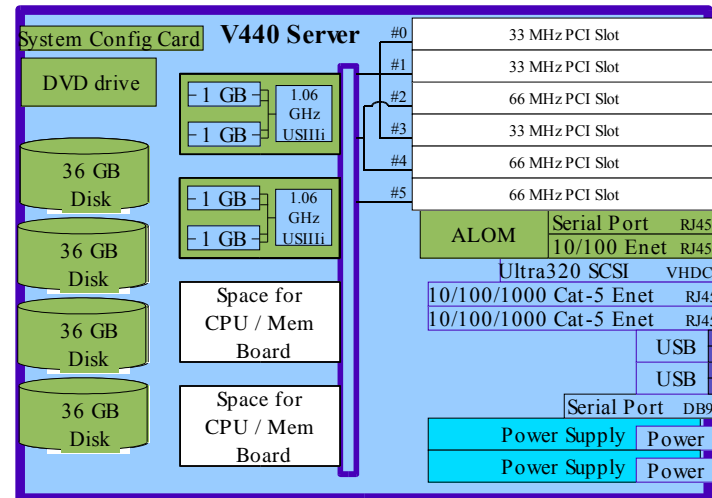 System Config Card
V440 Server
DVD drive
36 GB
Disk
36 GB
Disk
36 GB
Disk
36 GB
Disk
1 GB
1 GB
1.06
GHz
USIIIi
1 GB
1 GB
1.06
GHz
USIIIi
Space for
CPU / Mem
Board
Space for
CPU / Mem
Board
#0 33 MHz PCI Slot
#1 33 MHz PCI Slot
#2 66 MHz PCI Slot
#3 33 MHz PCI Slot
#4 66 MHz PCI Slot
#5 66 MHz PCI Slot
ALOM
Serial Port RJ45
10/100 Enet RJ45
Ultra320 SCSI VHDC
10/100/1000 Cat-5 Enet RJ45
10/100/1000 Cat-5 Enet RJ45
USB
USB
Serial Port DB9
Power Supply Power
Power Supply Power